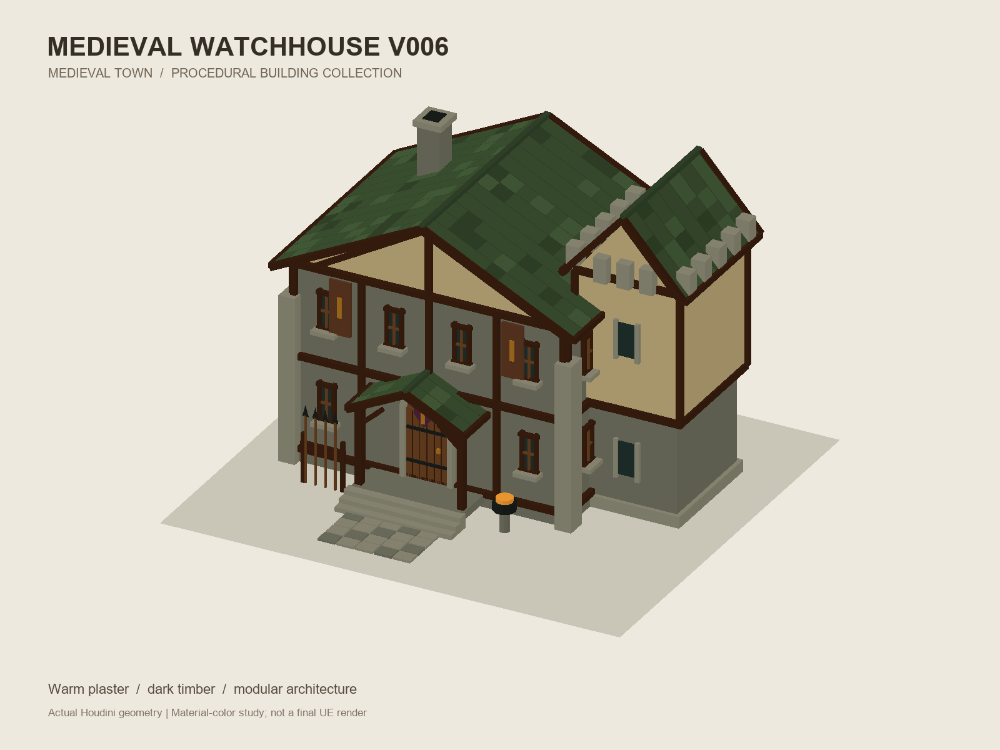 MEDIEVAL WATCHHOUSE V006
MEDIEVAL TOWN / PROCEDURAL BUILDING COLLECTION
Warm plaster / dark timber / modular architecture
Actual Houdini geometry | Material-color study; not a final UE render